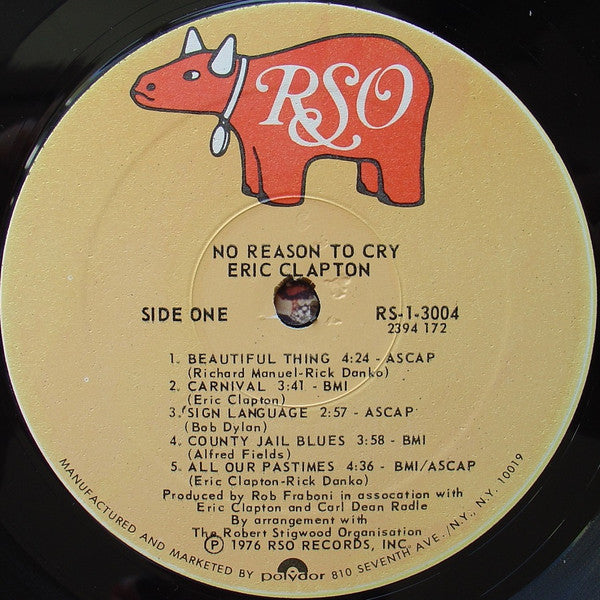 RSO
NO REASON TO CRY
ERIC CLAPTON
SIDE ONE
RS-1-3004
2394 172
1. BEAUTIFUL THING 4:24 - ASCAP
(Richard Manuel-Rick Danko)
2. CARNIVAL 3:41 - BMI
(Eric Clapton)
3. SIGN LANGUAGE 2:57 - ASCAP
(Bob Dylan)
4. COUNTY JAIL BLUES 3:58 - BMI
(Alfred Fields)
5. ALL OUR PASTIMES 4:36 - BMI/ASCAP
(Eric Clapton-Rick Danko)
Produced by Rob Fraboni in assocation with
Eric Clapton and Carl Dean Radle
By arrangement with
The Robert Stigwood Organisation
Ⓟ 1976 RSO RECORDS, INC.
MANUFACTURED AND MARKETED BY polydor 810 SEVENTH AVE./N.Y., N.Y. 10019